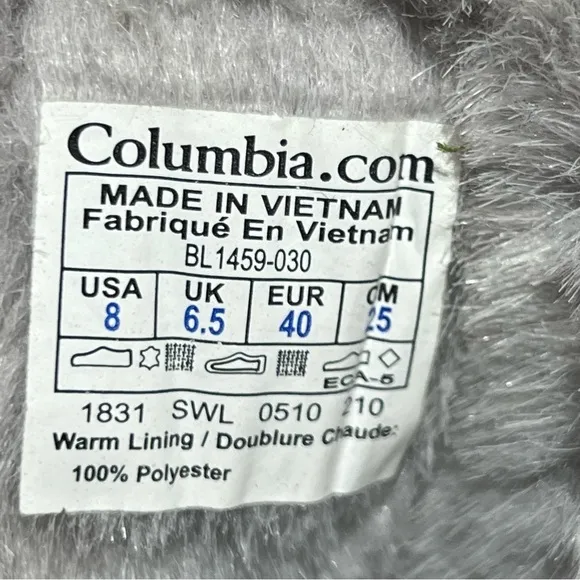 Columbia.com
MADE IN VIETNAM
Fabriqué En Vietnam
BL1459-030
USA UK EUR CM
8 6.5 40 25
ECA-5
1831 SWL 0510 210
Warm Lining / Doublure Chaude:
100% Polyester